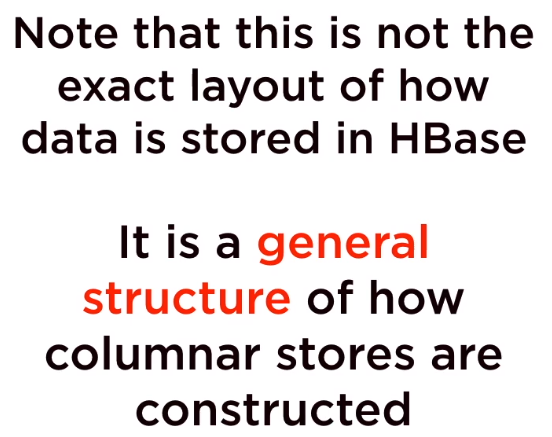 Note that this is not the
exact layout of how
data is stored in HBase
It is a general
structure of how
columnar stores are
constructed